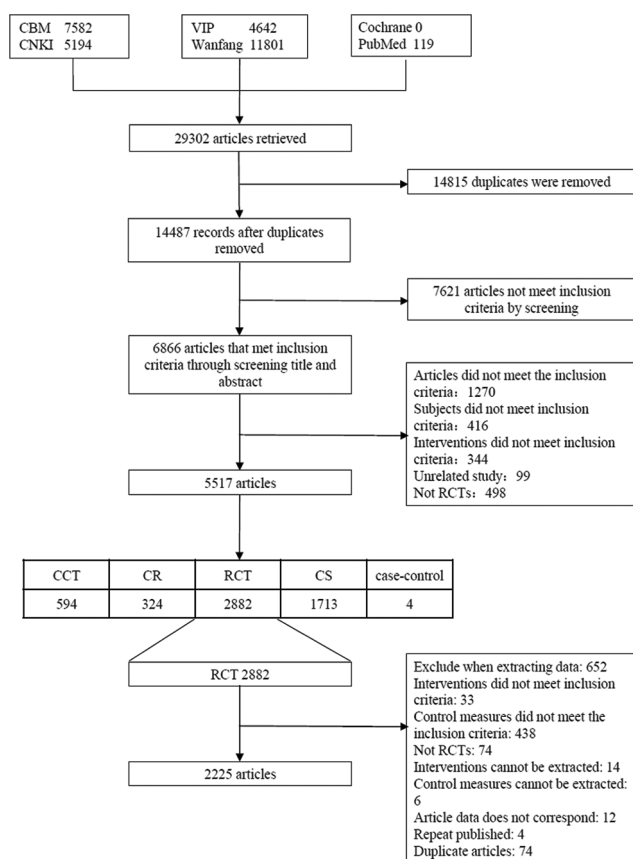 CBM 7582
CNKI 5194
VIP 4642
Wanfang 11801
Cochrane 0
PubMed 119
29302 articles retrieved
14815 duplicates were removed
14487 records after duplicates
removed
7621 articles not meet inclusion
criteria by screening
6866 articles that met inclusion
criteria through screening title and
abstract
Articles did not meet the inclusion
criteria：1270
Subjects did not meet inclusion
criteria：416
Interventions did not meet inclusion
criteria：344
Unrelated study：99
Not RCTs：498
5517 articles
CCT CR RCT CS case-control
594 324 2882 1713 4
RCT 2882
Exclude when extracting data: 652
Interventions did not meet inclusion
criteria: 33
Control measures did not meet the
inclusion criteria: 438
Not RCTs: 74
Interventions cannot be extracted: 14
Control measures cannot be extracted:
6
Article data does not correspond: 12
Repeat published: 4
Duplicate articles: 74
2225 articles